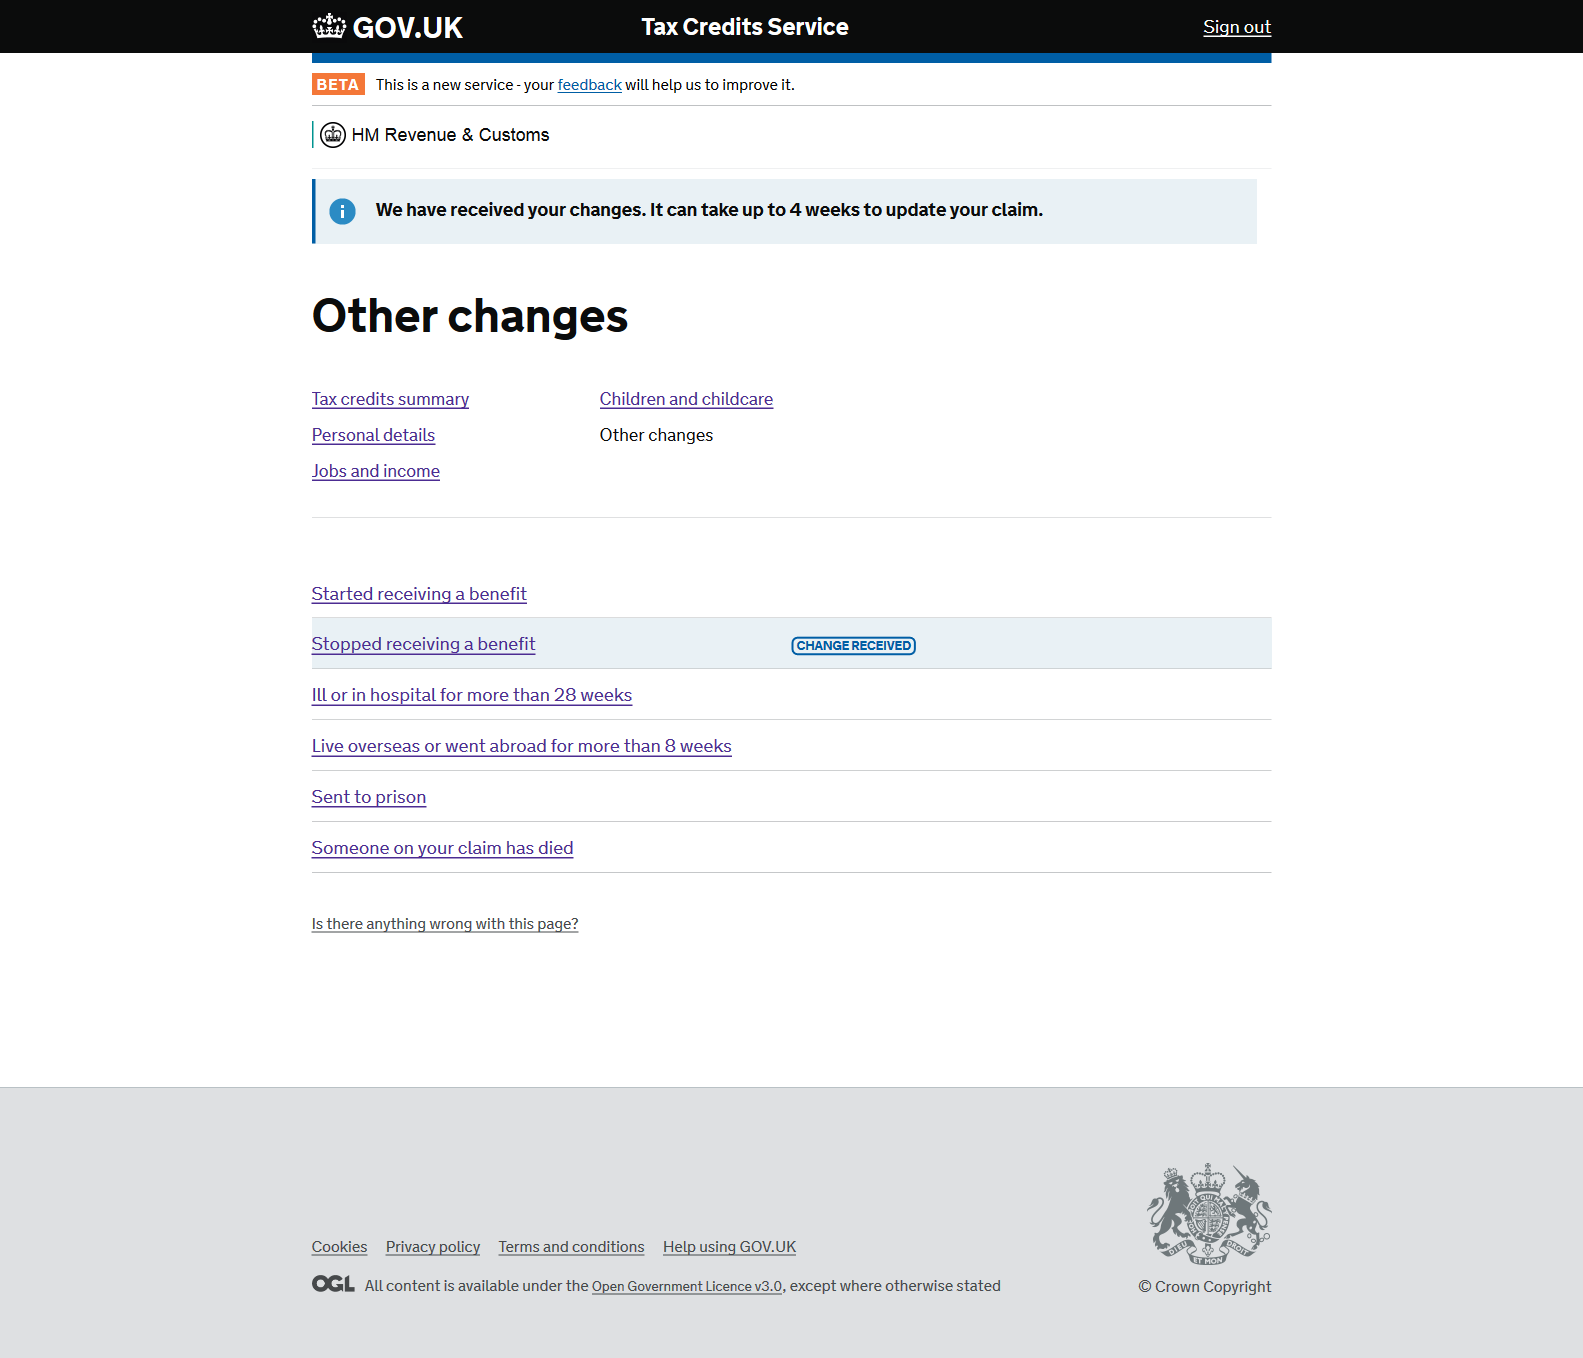 GOV.UK
Tax Credits Service
Sign out
BETA This is a new service - your feedback will help us to improve it.
HM Revenue & Customs
We have received your changes. It can take up to 4 weeks to update your claim.
Other changes
Tax credits summary
Personal details
Jobs and income
Children and childcare
Other changes
Started receiving a benefit
Stopped receiving a benefit CHANGE RECEIVED
Ill or in hospital for more than 28 weeks
Live overseas or went abroad for more than 8 weeks
Sent to prison
Someone on your claim has died
Is there anything wrong with this page?
Cookies Privacy policy Terms and conditions Help using GOV.UK
OGL All content is available under the Open Government Licence v3.0, except where otherwise stated
DIEU ET MON DROIT
© Crown Copyright